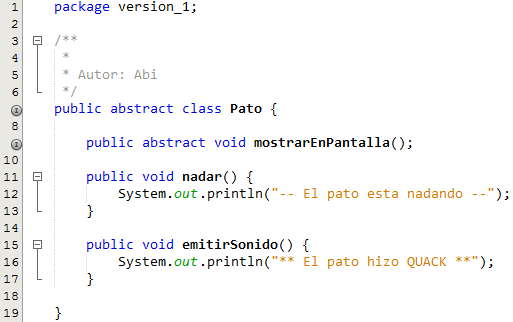 1 package version_1;
2
3 /**
4 *
5 * Autor: Abi
6 */
public abstract class Pato {
8
public abstract void mostrarEnPantalla();
10
11 public void nadar() {
12 System.out.println("-- El pato esta nadando --");
13 }
14
15 public void emitirSonido() {
16 System.out.println("** El pato hizo QUACK **");
17 }
18
19 }